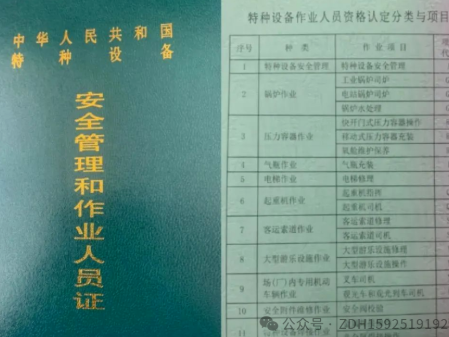 中华人民共和国
特种设备
安全管理和作业人员证
特种设备作业人员资格认定分类与项目
序号 种类 作业项目
1 特种设备安全管理 特种设备安全管理
工业锅炉司炉
2 锅炉作业 电站锅炉司炉
锅炉水处理
快开门式压力容器操作
3 压力容器作业 移动式压力容器充装
氧舱维护保养
4 气瓶作业 气瓶充装
5 电梯作业 电梯修理
起重机指挥
6 起重机作业 起重机司机
客运索道修理
7 客运索道作业 客运索道司机
大型游乐设施修理
8 大型游乐设施作业 大型游乐设施操作
叉车司机
9 场(厂)内专用机动车辆作业 观光车和观光列车司机
10 安全附件维修作业 安全阀校验
11
公众号·ZDH1592519192